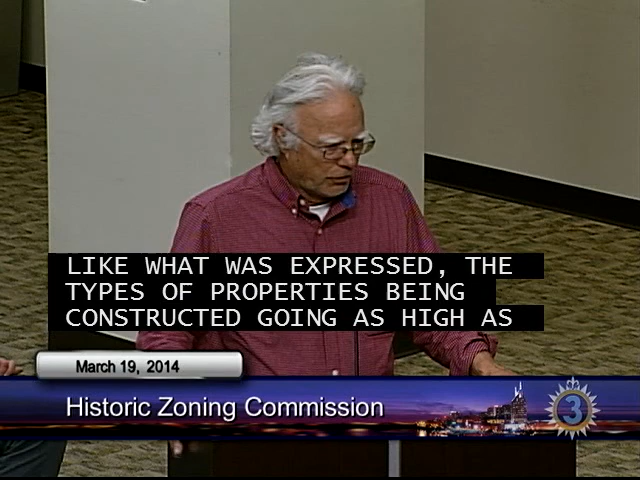 LIKE WHAT WAS EXPRESSED, THE
TYPES OF PROPERTIES BEING
CONSTRUCTED GOING AS HIGH AS
March 19, 2014
Historic Zoning Commission
3